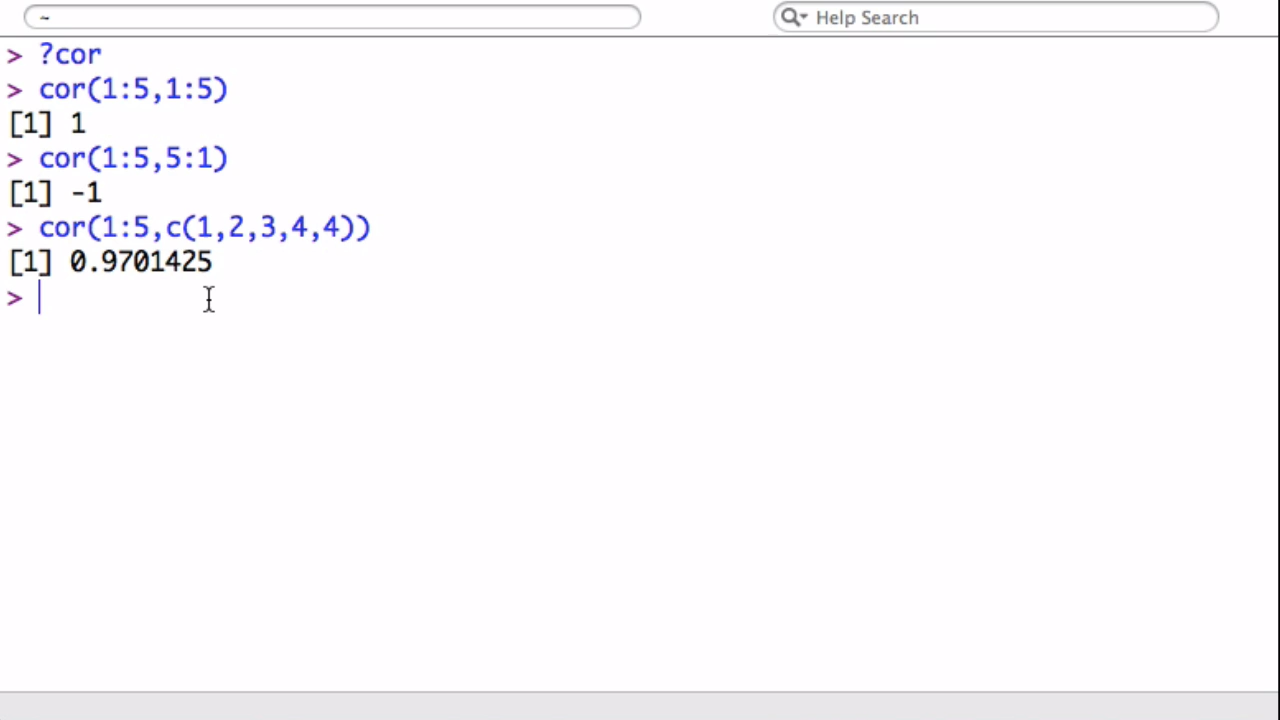 ~ Help Search
> ?cor
> cor(1:5,1:5)
[1] 1
> cor(1:5,5:1)
[1] -1
> cor(1:5,c(1,2,3,4,4))
[1] 0.9701425
>